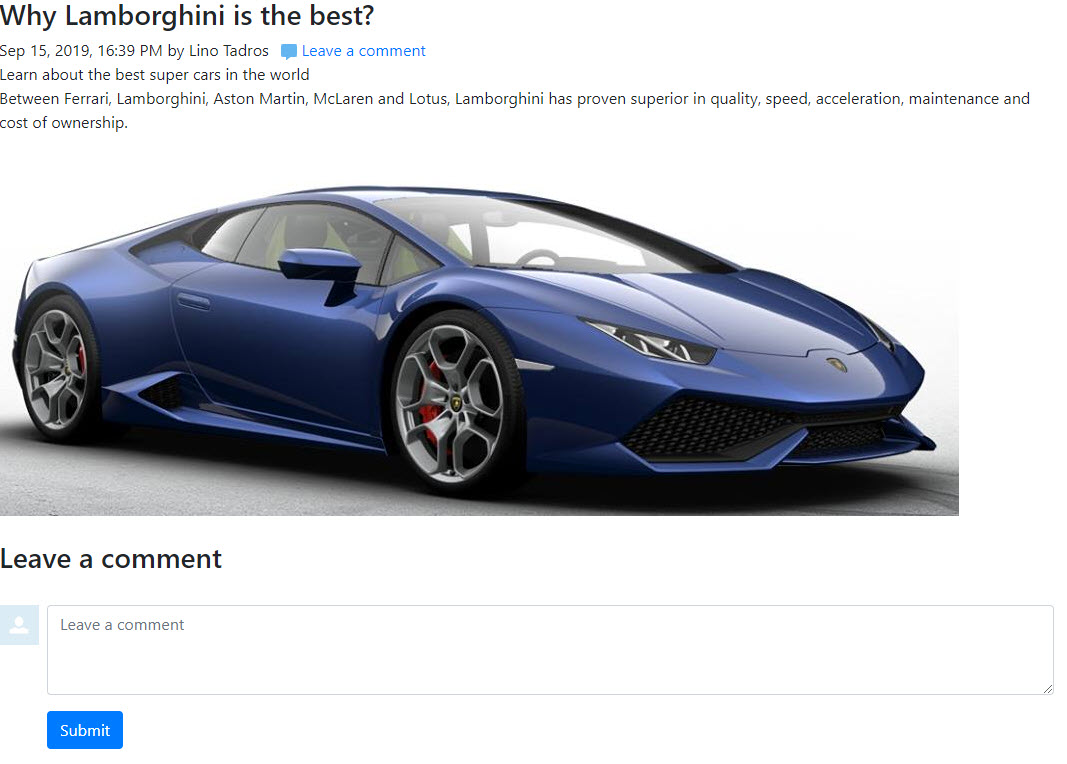 Why Lamborghini is the best?
Sep 15, 2019, 16:39 PM by Lino Tadros Leave a comment
Learn about the best super cars in the world
Between Ferrari, Lamborghini, Aston Martin, McLaren and Lotus, Lamborghini has proven superior in quality, speed, acceleration, maintenance and
cost of ownership.
Leave a comment
Leave a comment
Submit